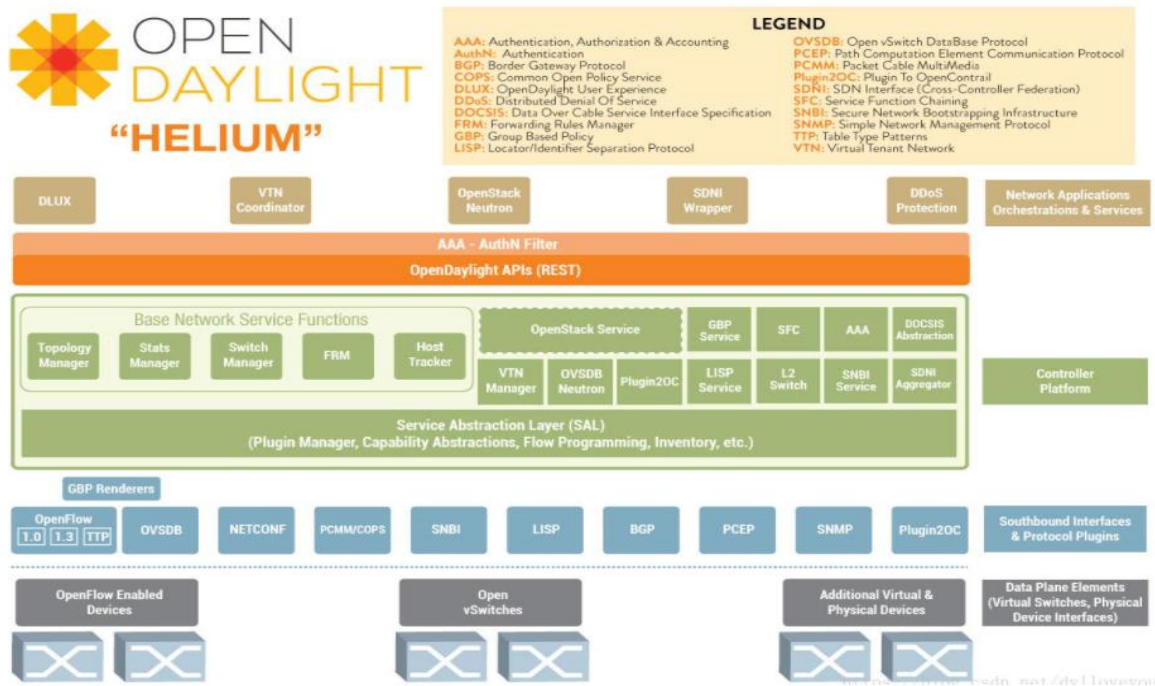 OPEN
DAYLIGHT
“HELIUM”
LEGEND
AAA: Authentication, Authorization & Accounting
AuthN: Authentication
BGP: Border Gateway Protocol
COPS: Common Open Policy Service
DLUX: OpenDaylight User Experience
DDoS: Distributed Denial Of Service
DOCSIS: Data Over Cable Service Interface Specification
FRM: Forwarding Rules Manager
GBP: Group Based Policy
LISP: Locator/Identifier Separation Protocol
OVSDB: Open vSwitch DataBase Protocol
PCEP: Path Computation Element Communication Protocol
PCMM: Packet Cable MultiMedia
Plugin2OC: Plugin To OpenContrail
SDNI: SDN Interface (Cross-Controller Federation)
SFC: Service Function Chaining
SNBI: Secure Network Bootstrapping Infrastructure
SNMP: Simple Network Management Protocol
TTP: Table Type Patterns
VTN: Virtual Tenant Network
DLUX
VTN
Coordinator
OpenStack
Neutron
SDNI
Wrapper
DDoS
Protection
Network Applications
Orchestrations & Services
AAA - AuthN Filter
OpenDaylight APIs (REST)
Base Network Service Functions
Topology
Manager
Stats
Manager
Switch
Manager
FRM
Host
Tracker
OpenStack Service
GBP
Service
SFC
AAA
DOCSIS
Abstraction
VTN
Manager
OVSDB
Neutron
Plugin2OC
LISP
Service
L2
Switch
SNBI
Service
SDNI
Aggregator
Controller
Platform
Service Abstraction Layer (SAL)
(Plugin Manager, Capability Abstractions, Flow Programming, Inventory, etc.)
GBP Renderers
OpenFlow
1.0 1.3 TTP
OVSDB
NETCONF
PCMM/COPS
SNBI
LISP
BGP
PCEP
SNMP
Plugin2OC
Southbound Interfaces
& Protocol Plugins
OpenFlow Enabled
Devices
Open
vSwitches
Additional Virtual &
Physical Devices
Data Plane Elements
(Virtual Switches, Physical
Device Interfaces)